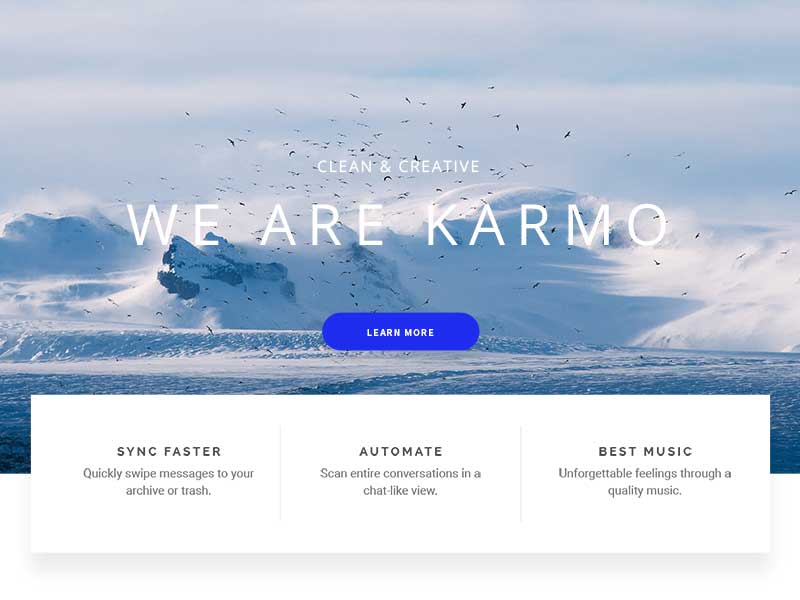 CLEAN & CREATIVE
WE ARE KARMO
LEARN MORE
SYNC FASTER
Quickly swipe messages to your
archive or trash.
AUTOMATE
Scan entire conversations in a
chat-like view.
BEST MUSIC
Unforgettable feelings through a
quality music.